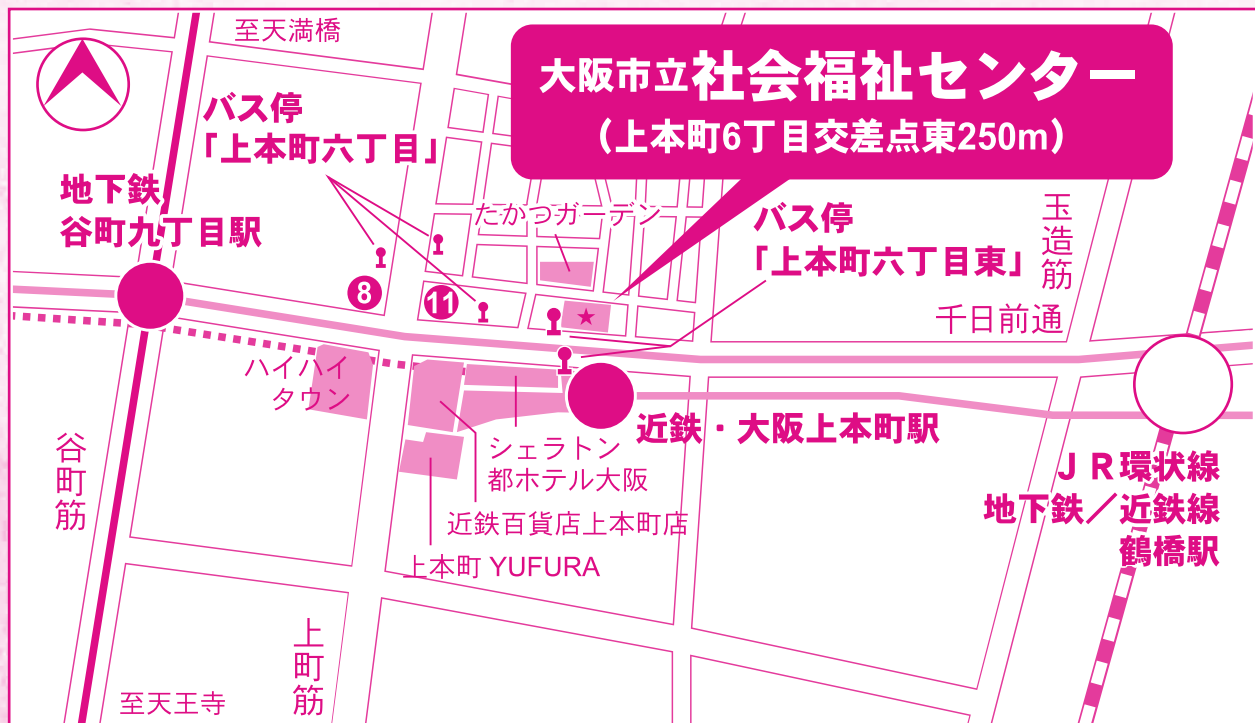 至天満橋
大阪市立社会福祉センター
（上本町6丁目交差点東250m）
バス停
「上本町六丁目」
地下鉄
谷町九丁目駅
たかつガーデン
バス停
「上本町六丁目東」
玉造筋
8
11
★
千日前通
ハイハイ
タウン
近鉄・大阪上本町駅
シェラトン
都ホテル大阪
谷町筋
近鉄百貨店上本町店
上本町 YUFURA
ＪＲ環状線
地下鉄／近鉄線
鶴橋駅
上町筋
至天王寺